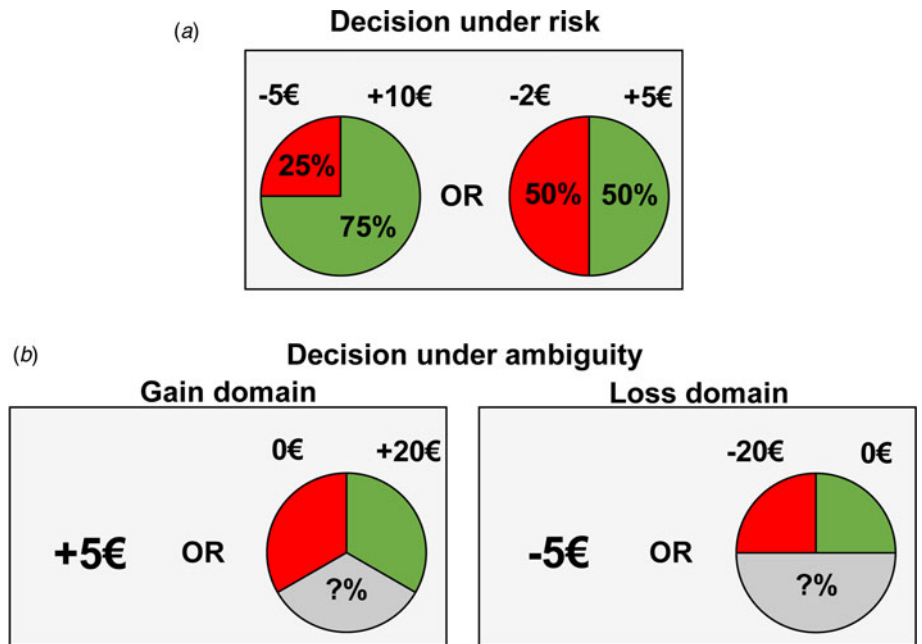 (a)
Decision under risk
-5€ +10€ -2€ +5€
25% 75% OR 50% 50%
(b)
Decision under ambiguity
Gain domain
0€ +20€
+5€ OR ?%
Loss domain
-20€ 0€
-5€ OR ?%